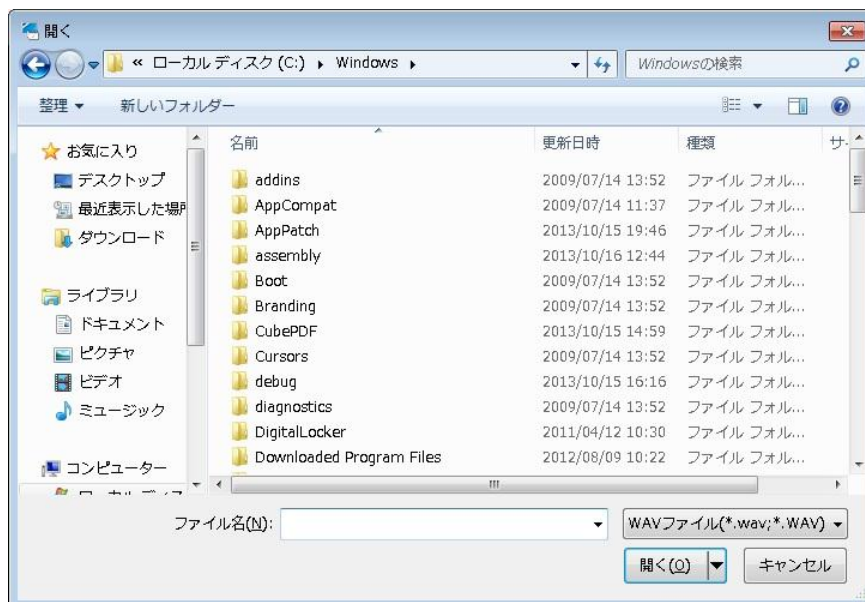 開く
« ローカル ディスク (C:) ▸ Windows ▸
Windowsの検索
整理 ▼ 新しいフォルダー
お気に入り
デスクトップ
最近表示した場所
ダウンロード
ライブラリ
ドキュメント
ピクチャ
ビデオ
ミュージック
コンピューター
名前 更新日時 種類 サ
addins 2009/07/14 13:52 ファイル フォル...
AppCompat 2009/07/14 11:37 ファイル フォル...
AppPatch 2013/10/15 19:46 ファイル フォル...
assembly 2013/10/16 12:44 ファイル フォル...
Boot 2009/07/14 13:52 ファイル フォル...
Branding 2009/07/14 13:52 ファイル フォル...
CubePDF 2013/10/15 14:59 ファイル フォル...
Cursors 2009/07/14 13:52 ファイル フォル...
debug 2013/10/15 16:16 ファイル フォル...
diagnostics 2009/07/14 13:52 ファイル フォル...
DigitalLocker 2011/04/12 10:30 ファイル フォル...
Downloaded Program Files 2012/08/09 10:22 ファイル フォル...
ファイル名(N):
WAVファイル(*.wav;*.WAV)
開く(O) キャンセル